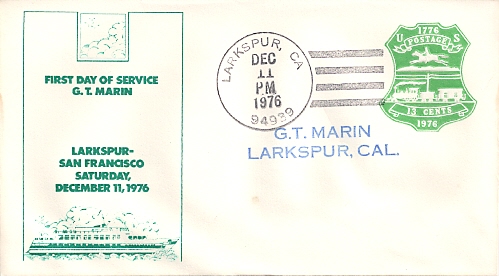 FIRST DAY OF SERVICE
G.T. MARIN
LARKSPUR-
SAN FRANCISCO
SATURDAY,
DECEMBER 11, 1976
LARKSPUR, CA
DEC
11
PM
1976
94939
1776
U S
POSTAGE
13 CENTS
1976
G.T. MARIN
LARKSPUR, CAL.